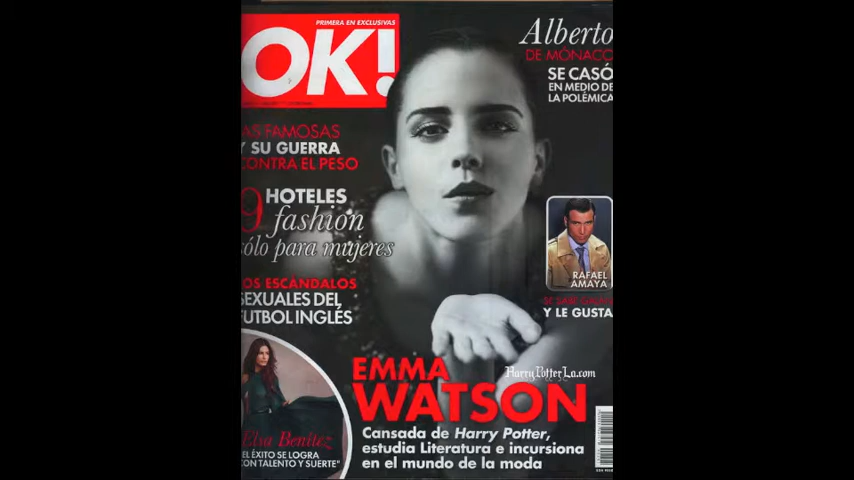 PRIMERA EN EXCLUSIVAS
OK!
Alberto
DE MÓNACO
SE CASÓ
EN MEDIO DE
LA POLÉMICA
AS FAMOSAS
Y SU GUERRA
CONTRA EL PESO
9 HOTELES
fashion
sólo para mujeres
OS ESCÁNDALOS
SEXUALES DEL
FUTBOL INGLÉS
RAFAEL
AMAYA
Y LE GUSTA
EMMA
WATSON
HarryPotterLa.com
Cansada de Harry Potter,
estudia Literatura e incursiona
en el mundo de la moda
Elsa Benítez
"EL ÉXITO SE LOGRA
CON TALENTO Y SUERTE"